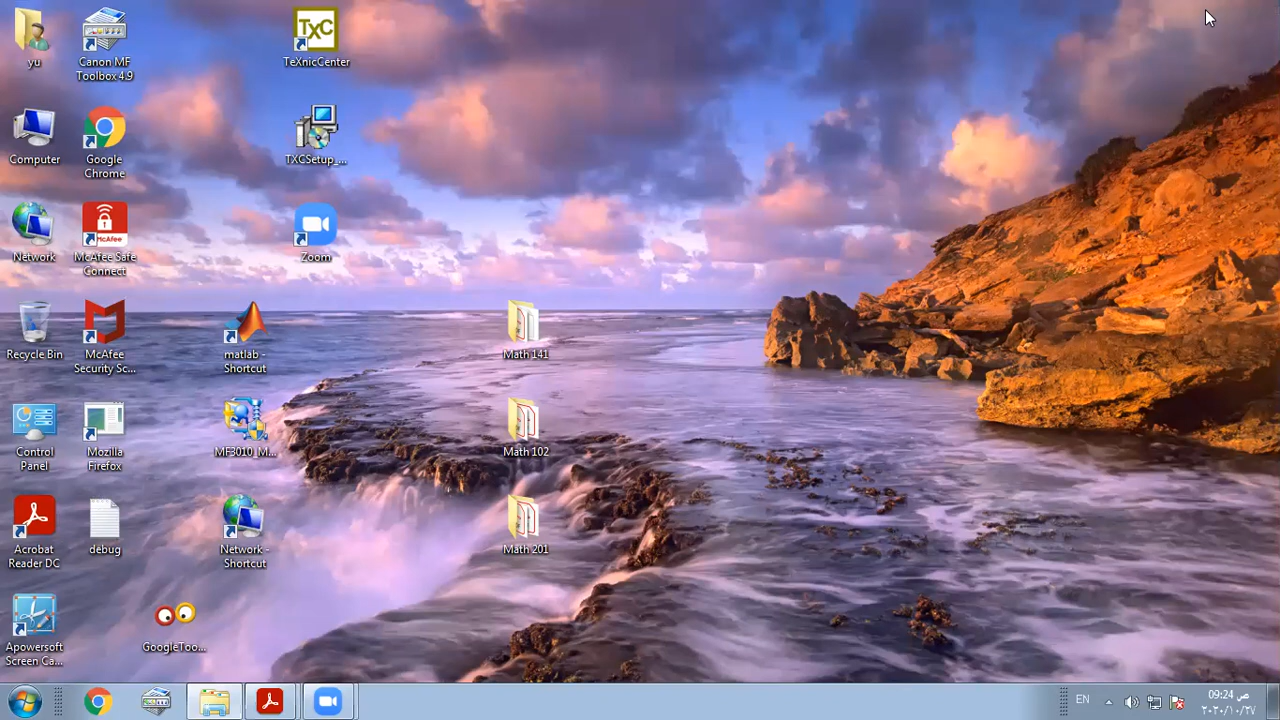 yu
Canon MF
Toolbox 4.9
TXC
TeXnicCenter
Computer
Google
Chrome
TXCSetup_...
Network
McAfee
McAfee Safe
Connect
Zoom
Recycle Bin
McAfee
Security Sc...
matlab -
Shortcut
Math 141
Control
Panel
Mozilla
Firefox
MF3010_M...
Math 102
Acrobat
Reader DC
debug
Network -
Shortcut
Math 201
Apowersoft
Screen Ca...
GoogleToo...
EN
09:24 ص
٢٠٢٠/١٠/٢٧